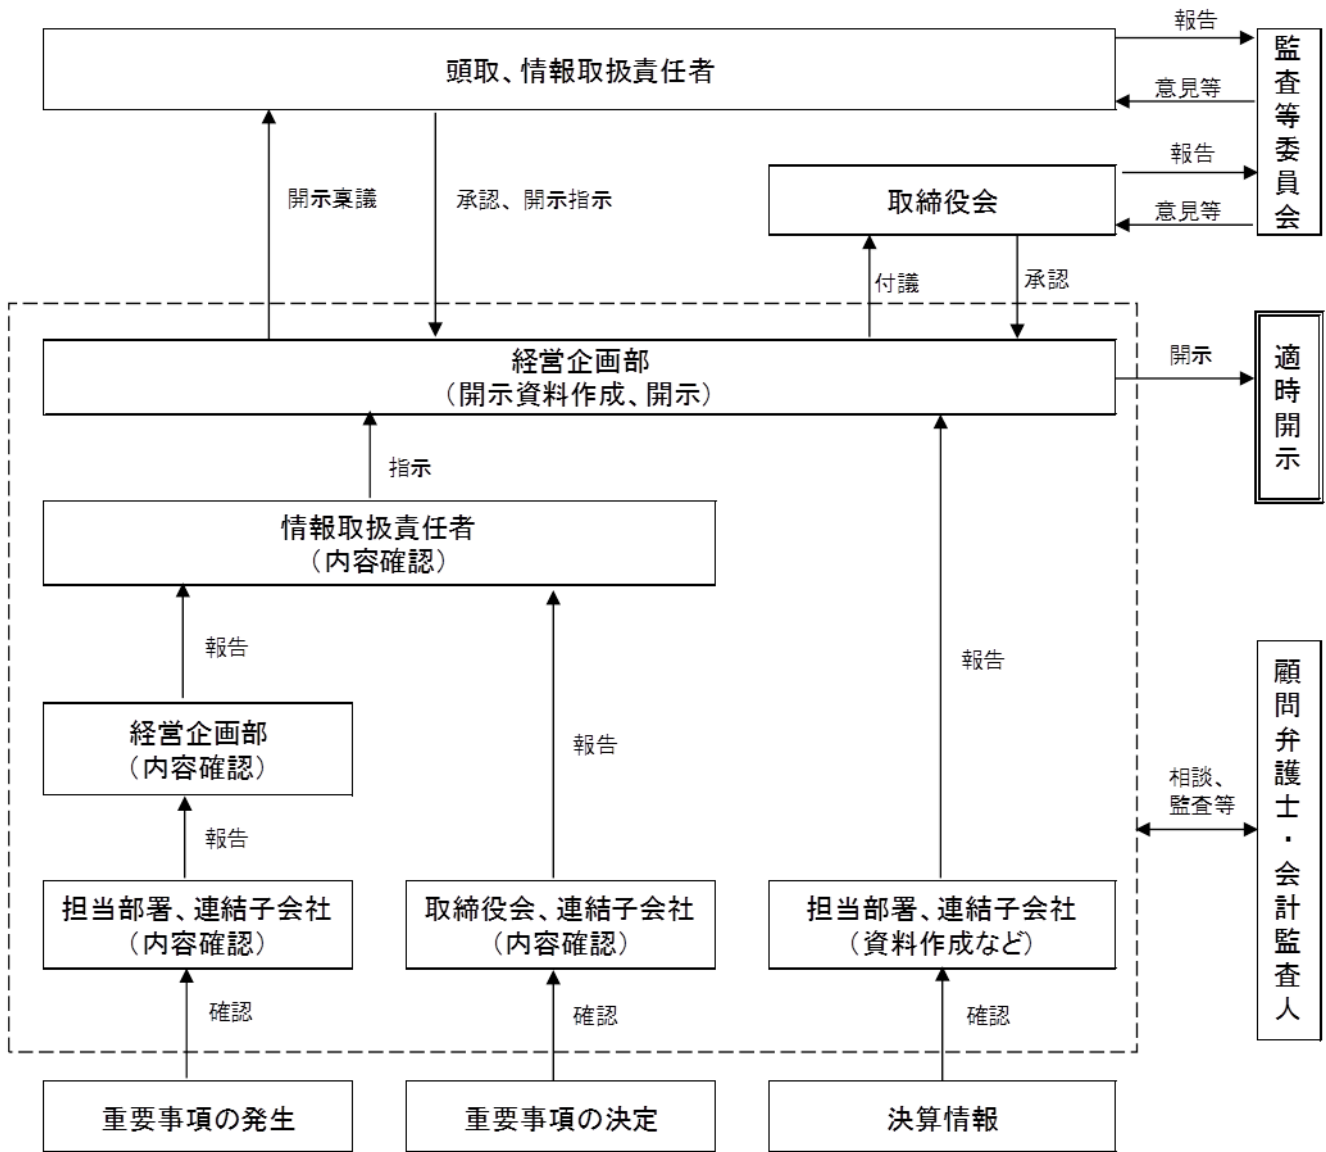 報告
頭取、情報取扱責任者
意見等
監査等委員会
報告
開示稟議
承認、開示指示
取締役会
意見等
付議
承認
経営企画部
（開示資料作成、開示）
開示
適時開示
指示
情報取扱責任者
（内容確認）
報告
報告
経営企画部
（内容確認）
報告
報告
相談、
監査等
顧問弁護士・会計監査人
担当部署、連結子会社
（内容確認）
取締役会、連結子会社
（内容確認）
担当部署、連結子会社
（資料作成など）
確認
確認
確認
重要事項の発生
重要事項の決定
決算情報